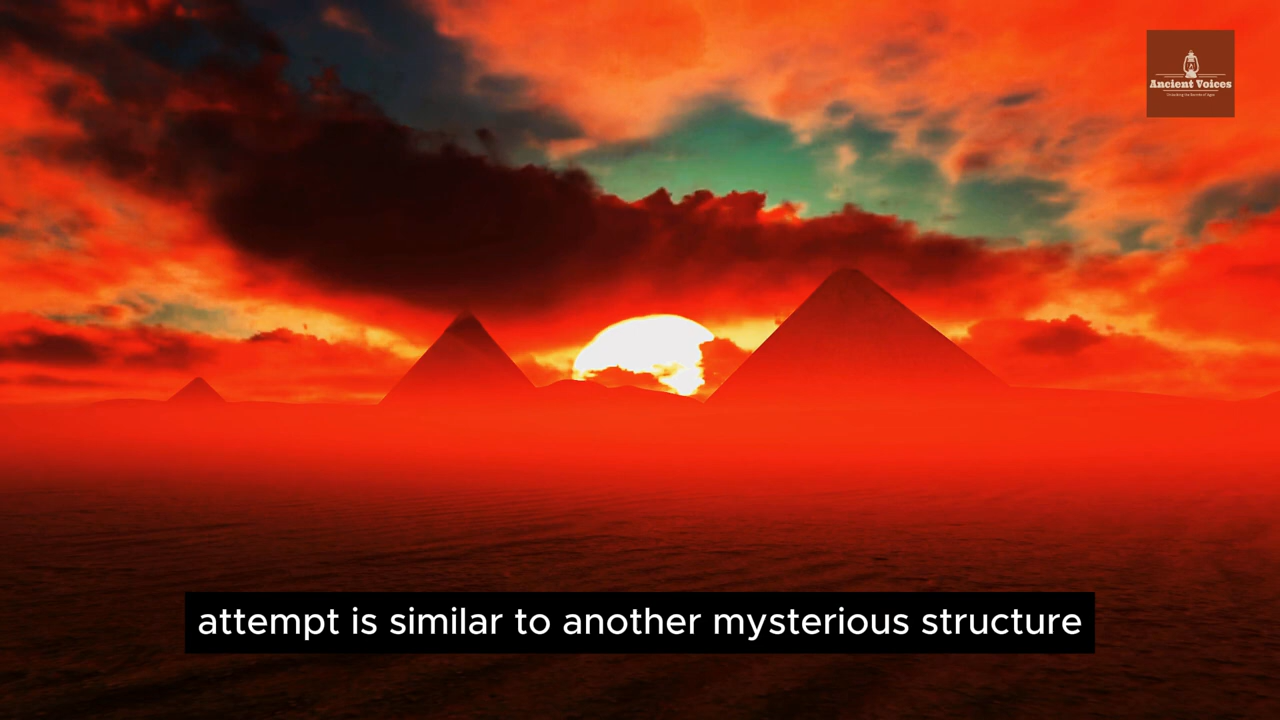 Ancient Voices
attempt is similar to another mysterious structure